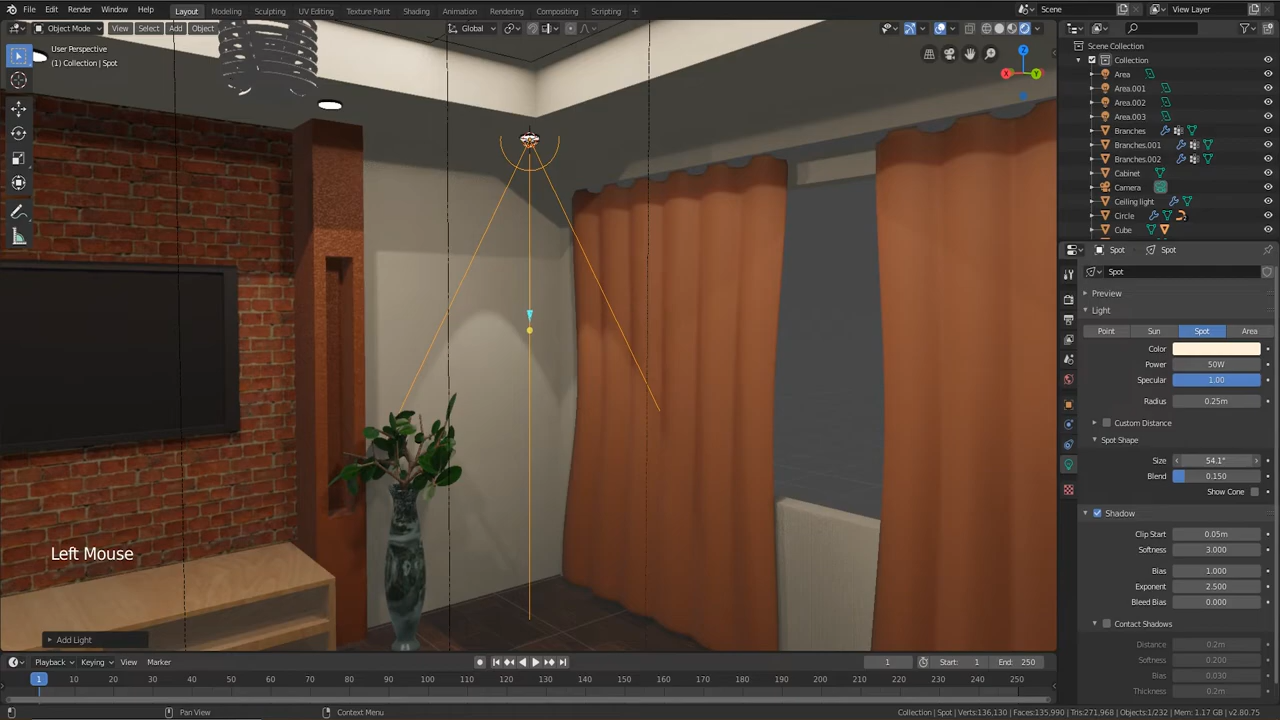 File Edit Render Window Help Layout Modeling Sculpting UV Editing Texture Paint Shading Animation Rendering Compositing Scripting + Scene View Layer
Object Mode View Select Add Object Global
User Perspective
(1) Collection | Spot
X Y Z
Scene Collection
Collection
Area
Area.001
Area.002
Area.003
Branches
Branches.001
Branches.002
Cabinet
Camera
Ceiling light
Circle
Cube
Spot Spot
Spot
Preview
Light
Point Sun Spot Area
Color
Power 50W
Specular 1.00
Radius 0.25m
Custom Distance
Spot Shape
Size 54.1°
Blend 0.150
Show Cone
Shadow
Clip Start 0.05m
Softness 3.000
Bias 1.000
Exponent 2.500
Bleed Bias 0.000
Contact Shadows
Distance 0.2m
Softness 0.200
Bias 0.030
Thickness 0.2m
Left Mouse
Add Light
Playback Keying View Marker 1 Start: 1 End: 250
1 10 20 30 40 50 60 70 80 90 100 110 120 130 140 150 160 170 180 190 200 210 220 230 240 250
Pan View Context Menu Collection | Spot | Verts:136,130 | Faces:135,990 | Tris:271,968 | Objects:1/232 | Mem: 1.17 GB | v2.80.75